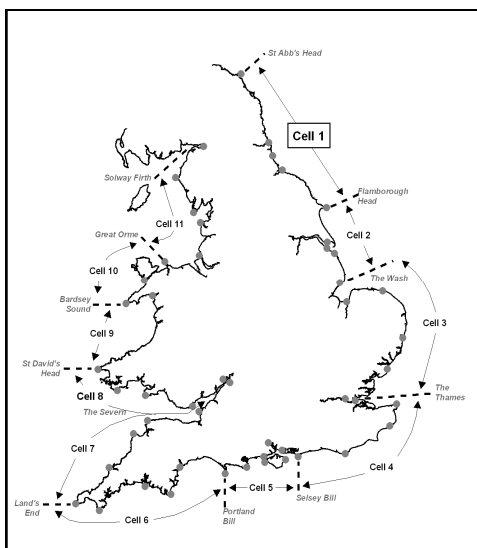 St Abb's Head
Cell 1
Solway Firth
Flamborough
Head
Great Orme
Cell 11
Cell 2
Cell 10
The Wash
Bardsey
Sound
Cell 3
Cell 9
St David's
Head
Cell 8
The
Thames
The Severn
Cell 7
Cell 4
Cell 5
Land's
End
Selsey Bill
Cell 6
Portland
Bill